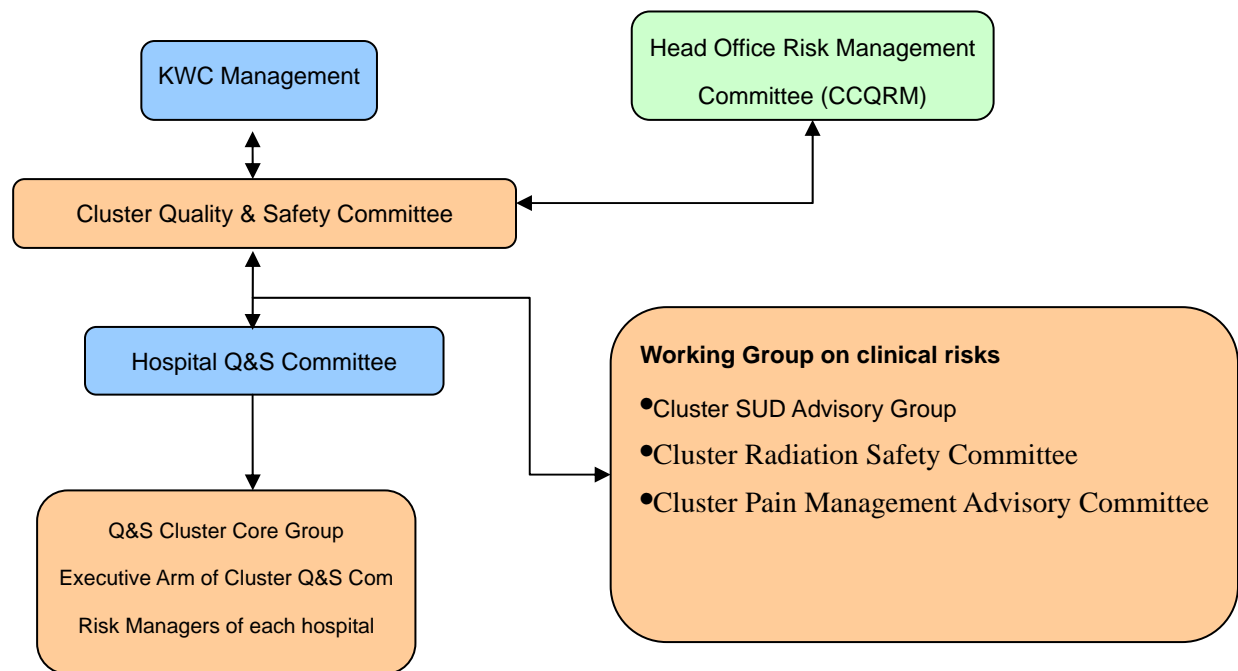 KWC Management
Head Office Risk Management
Committee (CCQRM)
Cluster Quality & Safety Committee
Hospital Q&S Committee
Working Group on clinical risks
•Cluster SUD Advisory Group
•Cluster Radiation Safety Committee
•Cluster Pain Management Advisory Committee
Q&S Cluster Core Group
Executive Arm of Cluster Q&S Com
Risk Managers of each hospital